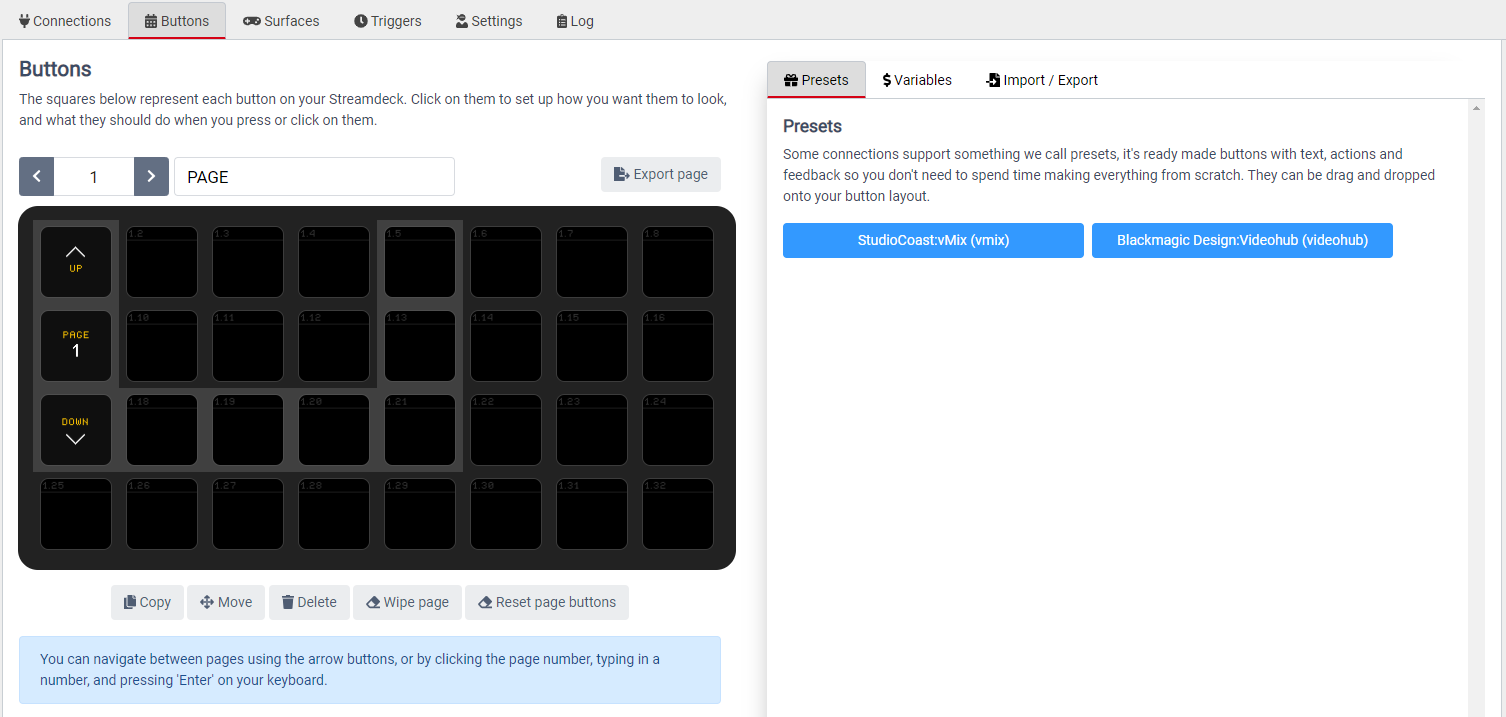 Connections
Buttons
Surfaces
Triggers
Settings
Log
Buttons
The squares below represent each button on your Streamdeck. Click on them to set up how you want them to look,
and what they should do when you press or click on them.
1
PAGE
Export page
UP
1.2
1.3
1.4
1.5
1.6
1.7
1.8
PAGE
1
1.10
1.11
1.12
1.13
1.14
1.15
1.16
DOWN
1.18
1.19
1.20
1.21
1.22
1.23
1.24
1.25
1.26
1.27
1.28
1.29
1.30
1.31
1.32
Copy
Move
Delete
Wipe page
Reset page buttons
You can navigate between pages using the arrow buttons, or by clicking the page number, typing in a
number, and pressing 'Enter' on your keyboard.
Presets
Variables
Import / Export
Presets
Some connections support something we call presets, it's ready made buttons with text, actions and
feedback so you don't need to spend time making everything from scratch. They can be drag and dropped
onto your button layout.
StudioCoast:vMix (vmix)
Blackmagic Design:Videohub (videohub)